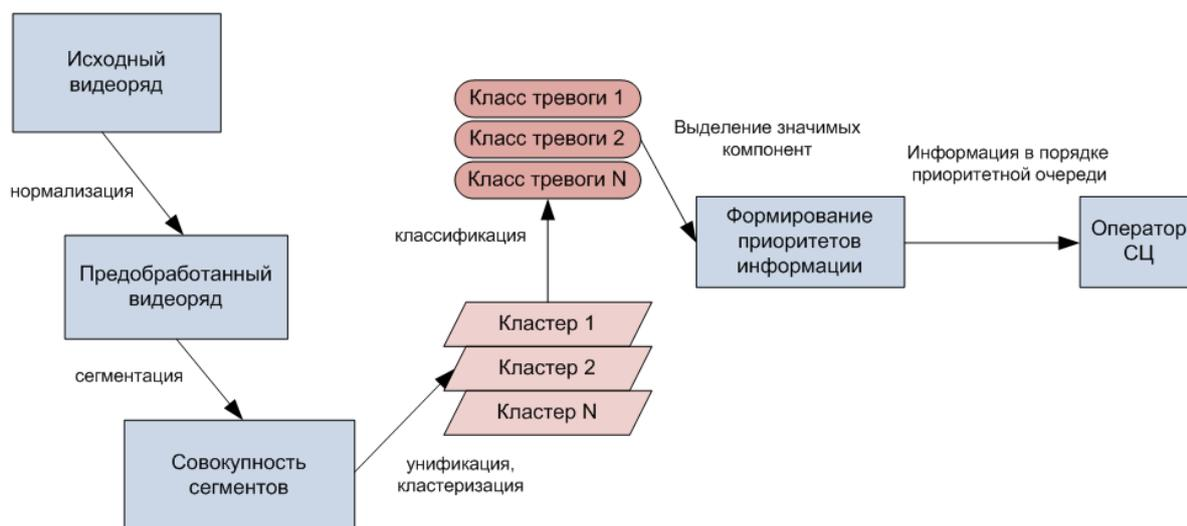 Исходный
видеоряд
нормализация
Предобработанный
видеоряд
сегментация
Совокупность
сегментов
унификация,
кластеризация
Кластер 1
Кластер 2
Кластер N
классификация
Класс тревоги 1
Класс тревоги 2
Класс тревоги N
Выделение значимых
компонент
Формирование
приоритетов
информации
Информация в порядке
приоритетной очереди
Оператор
СЦ